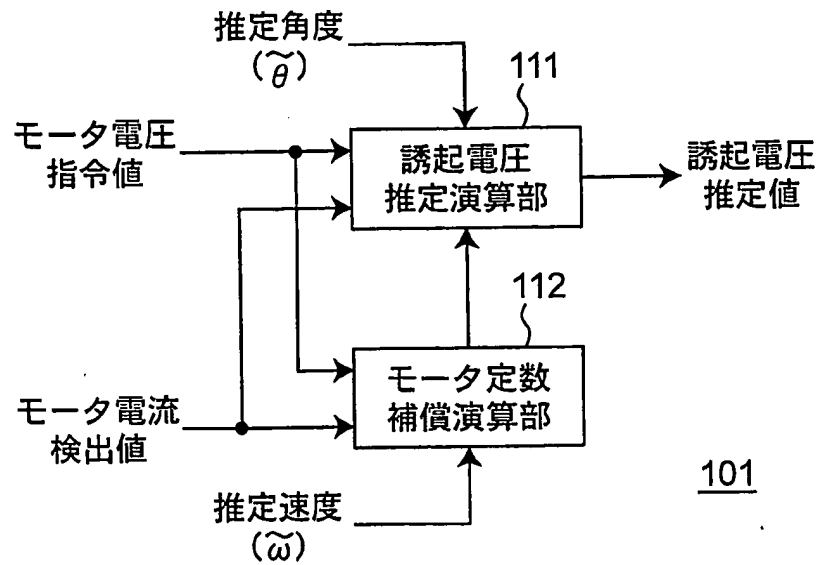 推定角度
(θ̃)
111
モータ電圧
指令値
誘起電圧
推定演算部
誘起電圧
推定値
112
モータ定数
補償演算部
モータ電流
検出値
101
推定速度
(ω̃)